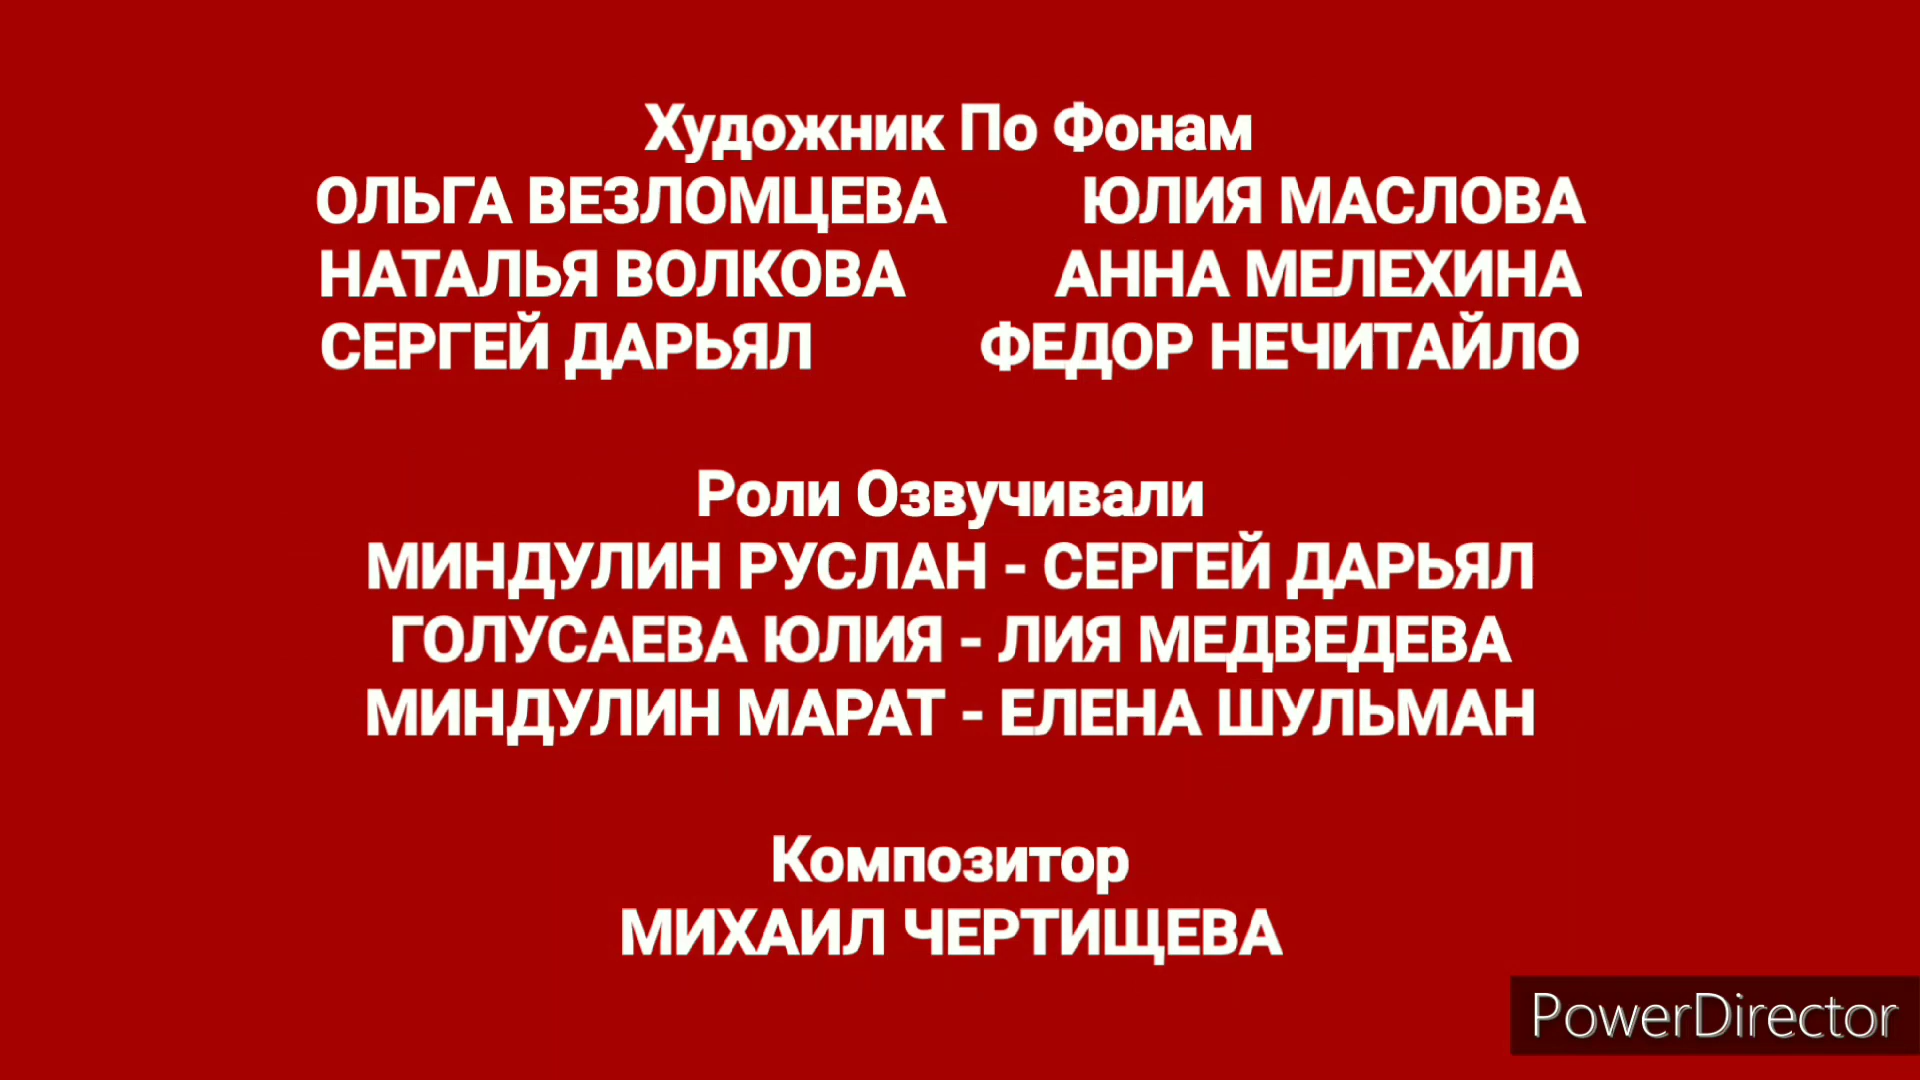 Художник По Фонам
ОЛЬГА ВЕЗЛОМЦЕВА ЮЛИЯ МАСЛОВА
НАТАЛЬЯ ВОЛКОВА АННА МЕЛЕХИНА
СЕРГЕЙ ДАРЬЯЛ ФЕДОР НЕЧИТАЙЛО
Роли Озвучивали
МИНДУЛИН РУСЛАН - СЕРГЕЙ ДАРЬЯЛ
ГОЛУСАЕВА ЮЛИЯ - ЛИЯ МЕДВЕДЕВА
МИНДУЛИН МАРАТ - ЕЛЕНА ШУЛЬМАН
Композитор
МИХАИЛ ЧЕРТИЩЕВА
PowerDirector